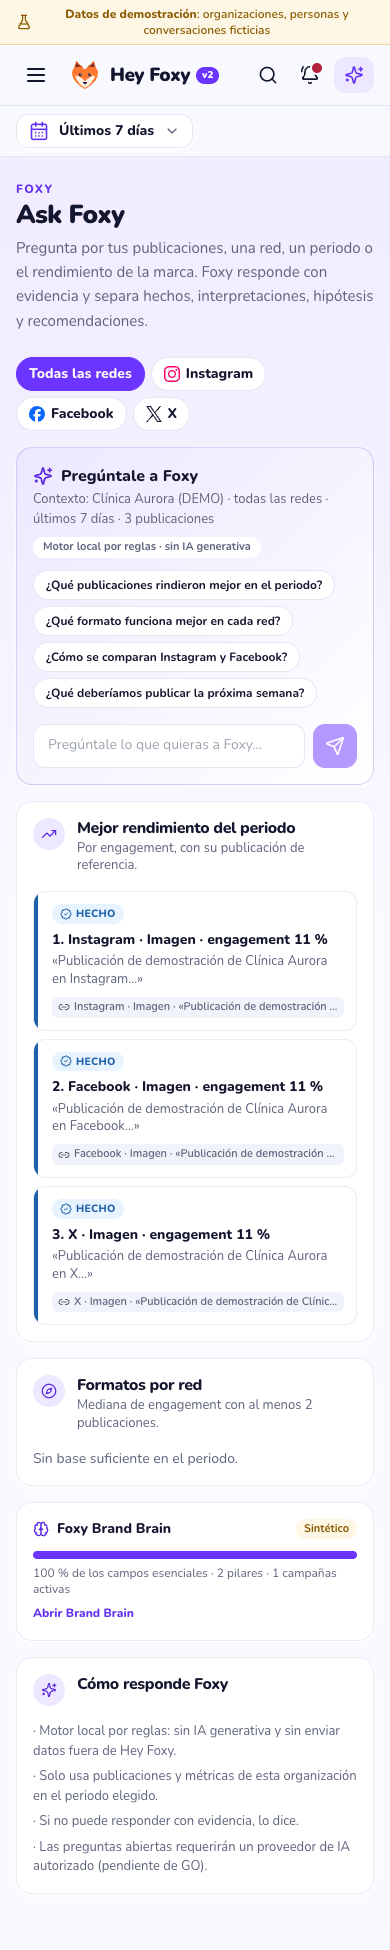 Datos de demostración: organizaciones, personas y
conversaciones ficticias
Hey Foxy v2
Últimos 7 días
FOXY
Ask Foxy
Pregunta por tus publicaciones, una red, un periodo o
el rendimiento de la marca. Foxy responde con
evidencia y separa hechos, interpretaciones, hipótesis
y recomendaciones.
Todas las redes
Instagram
Facebook
X
Pregúntale a Foxy
Contexto: Clínica Aurora (DEMO) · todas las redes ·
últimos 7 días · 3 publicaciones
Motor local por reglas · sin IA generativa
¿Qué publicaciones rindieron mejor en el periodo?
¿Qué formato funciona mejor en cada red?
¿Cómo se comparan Instagram y Facebook?
¿Qué deberíamos publicar la próxima semana?
Pregúntale lo que quieras a Foxy...
Mejor rendimiento del periodo
Por engagement, con su publicación de
referencia.
HECHO
1. Instagram · Imagen · engagement 11 %
«Publicación de demostración de Clínica Aurora
en Instagram…»
Instagram · Imagen · «Publicación de demostración ...
HECHO
2. Facebook · Imagen · engagement 11 %
«Publicación de demostración de Clínica Aurora
en Facebook…»
Facebook · Imagen · «Publicación de demostración ...
HECHO
3. X · Imagen · engagement 11 %
«Publicación de demostración de Clínica Aurora
en X…»
X · Imagen · «Publicación de demostración de Clínic...
Formatos por red
Mediana de engagement con al menos 2
publicaciones.
Sin base suficiente en el periodo.
Foxy Brand Brain
Sintético
100 % de los campos esenciales · 2 pilares · 1 campañas
activas
Abrir Brand Brain
Cómo responde Foxy
· Motor local por reglas: sin IA generativa y sin enviar
datos fuera de Hey Foxy.
· Solo usa publicaciones y métricas de esta organización
en el periodo elegido.
· Si no puede responder con evidencia, lo dice.
· Las preguntas abiertas requerirán un proveedor de IA
autorizado (pendiente de GO).